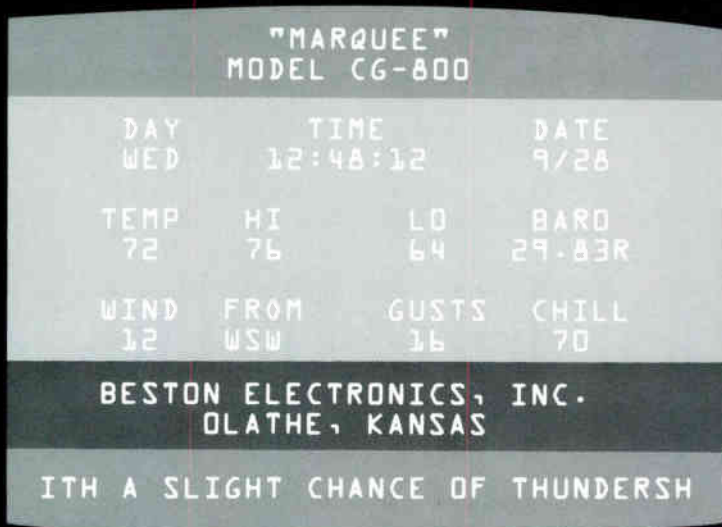 "MARQUEE"
MODEL CG-800
DAY TIME DATE
WED 12:48:12 9/28
TEMP HI LO BARO
72 76 64 29.83R
WIND FROM GUSTS CHILL
12 WSW 16 70
BESTON ELECTRONICS, INC.
OLATHE, KANSAS
ITH A SLIGHT CHANCE OF THUNDERSH